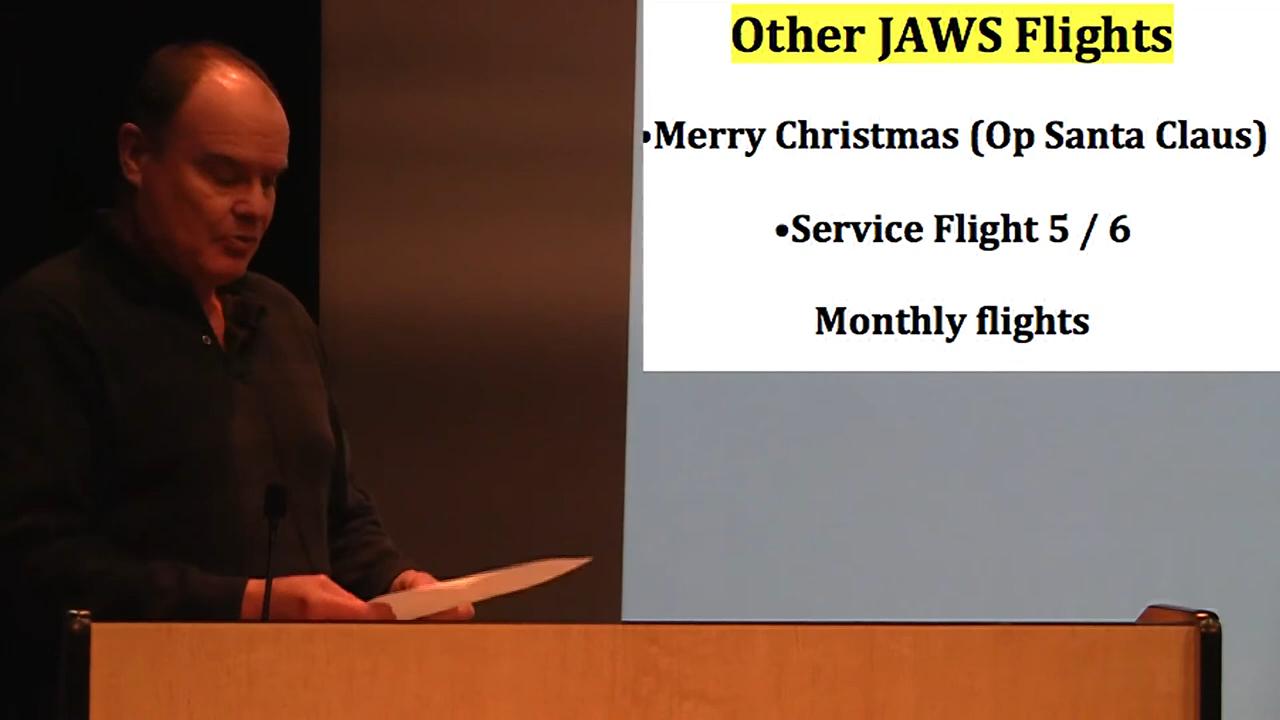 Other JAWS Flights
•Merry Christmas (Op Santa Claus)
•Service Flight 5 / 6
Monthly flights